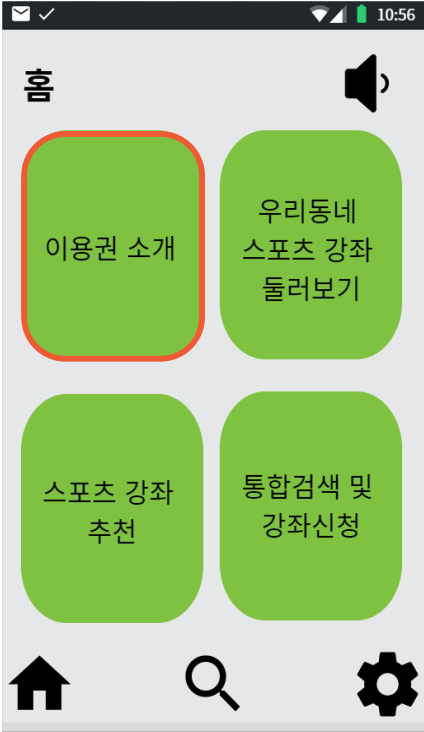 10:56
홈
이용권 소개
우리동네
스포츠 강좌
둘러보기
스포츠 강좌
추천
통합검색 및
강좌신청